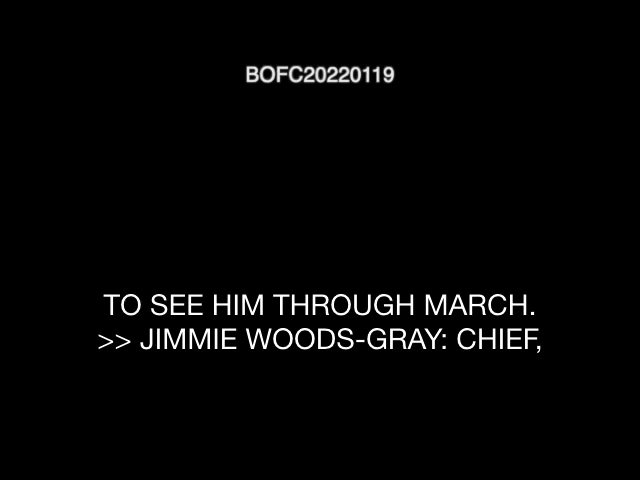 BOFC20220119
TO SEE HIM THROUGH MARCH.
>> JIMMIE WOODS-GRAY: CHIEF,